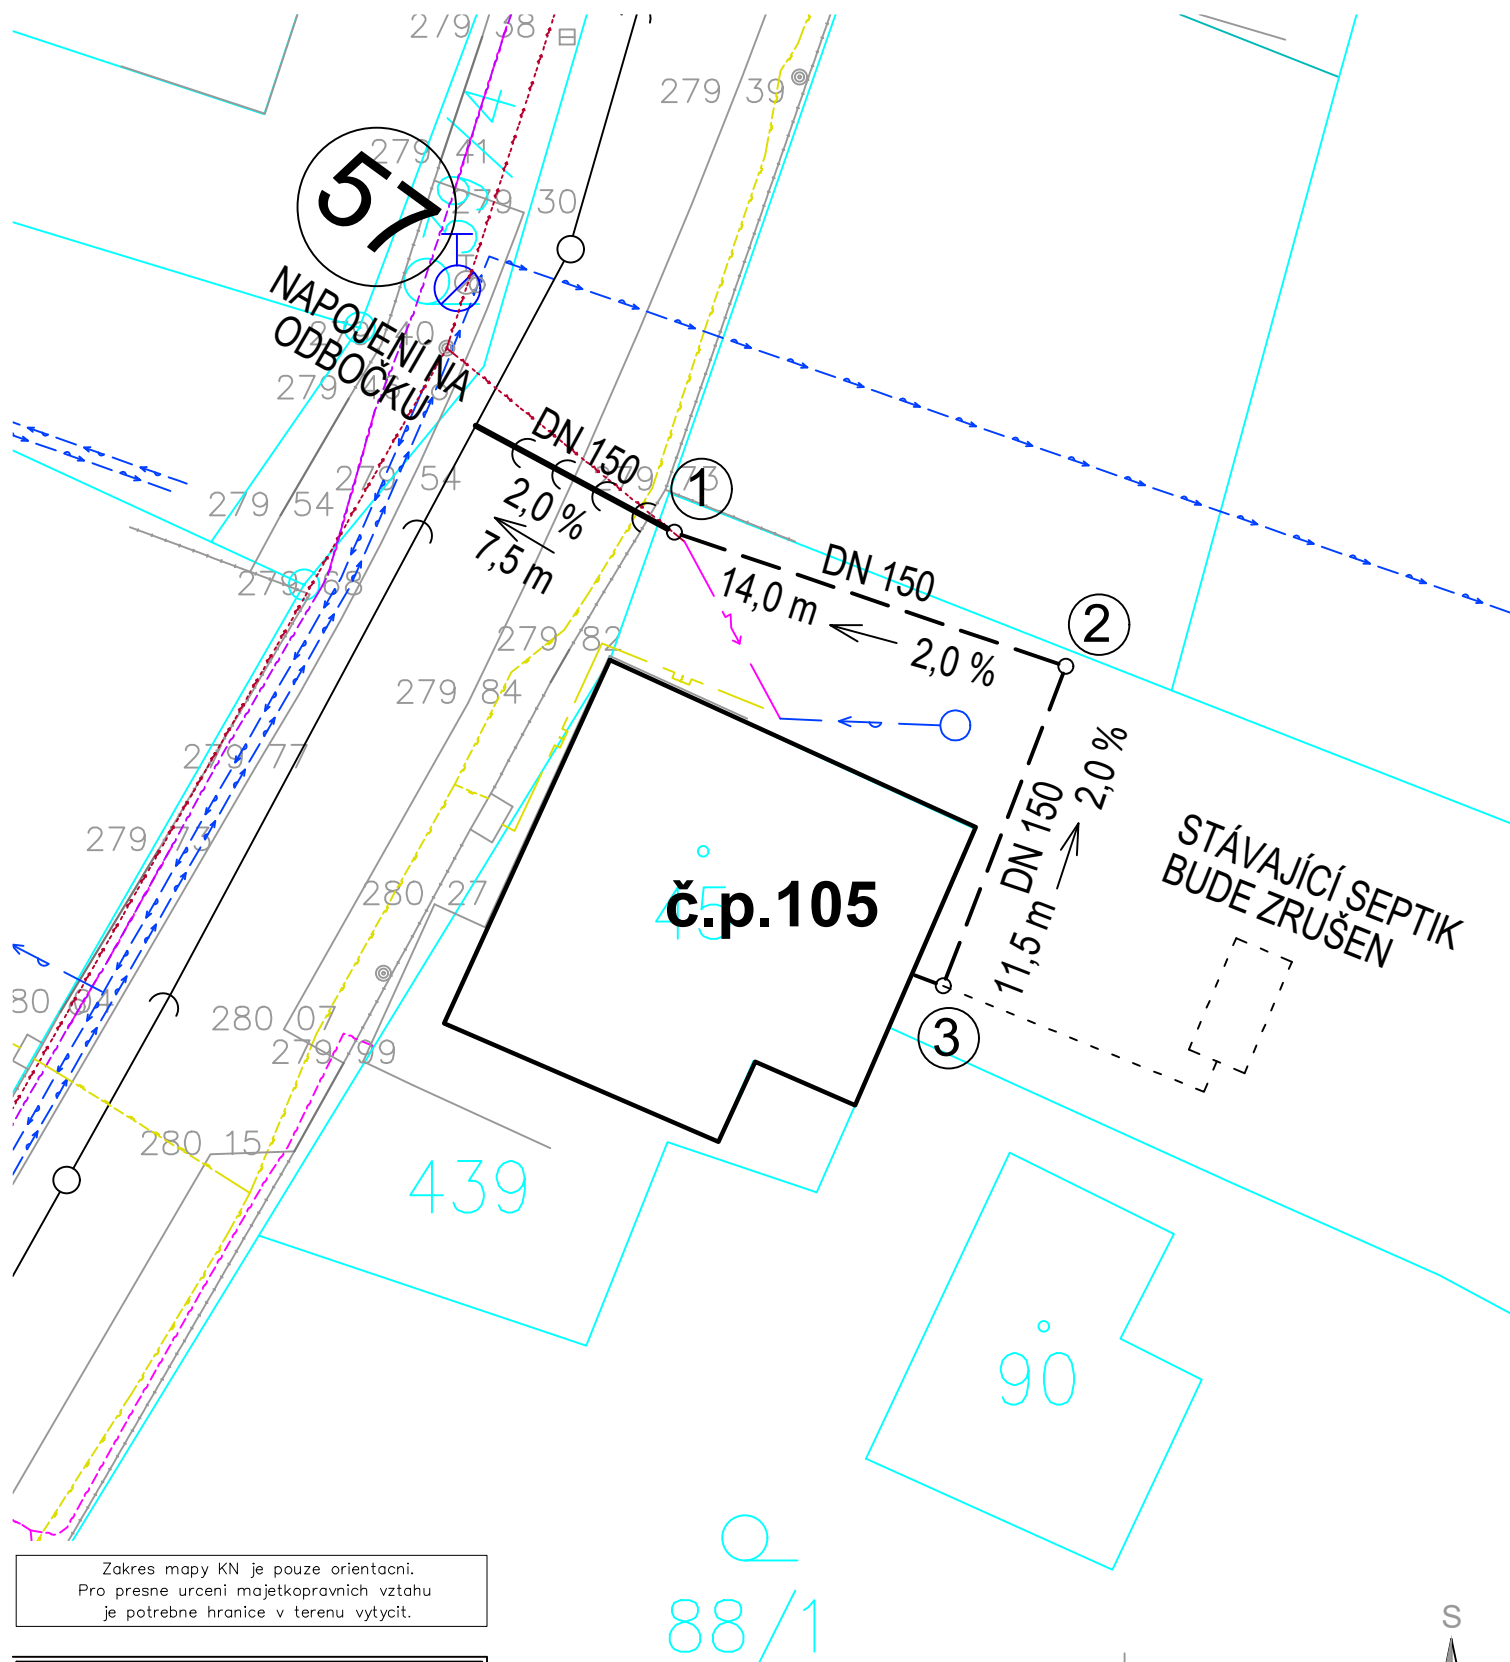 279 38
279 39
279 41
57
279 30
NAPOJENÍ NA
ODBOČKU
DN 150
279 73
1
2,0 %
7,5 m
279 54
279 54
DN 150
14,0 m
2,0 %
2
279 68
279 82
279 84
279 77
2,0 %
DN 150
11,5 m
279 73
STÁVAJÍCÍ SEPTIK
BUDE ZRUŠEN
280 27
45
č.p.105
280 07
279 99
3
280 15
439
90
88/1
Zakres mapy KN je pouze orientacni.
Pro presne urceni majetkopravnich vztahu
je potrebne hranice v terenu vytycit.
S